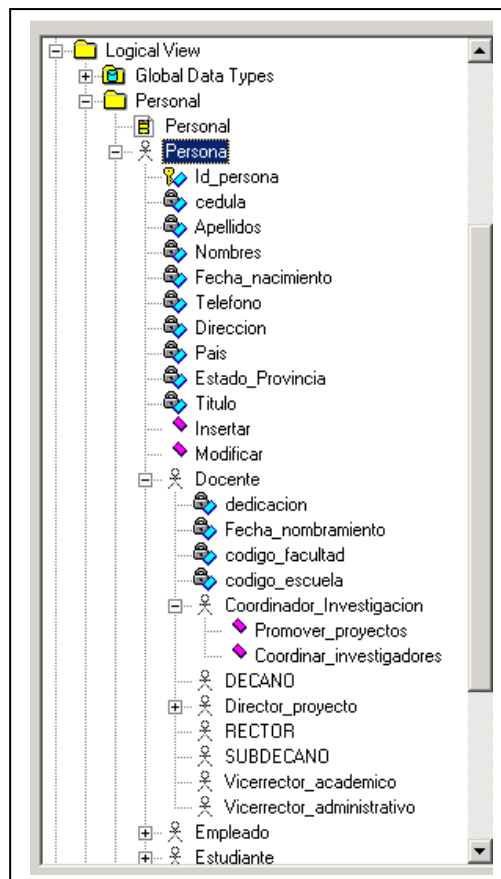 Logical View
Global Data Types
Personal
Personal
Persona
Id_persona
cedula
Apellidos
Nombres
Fecha_nacimiento
Telefono
Direccion
Pais
Estado_Provincia
Titulo
Insertar
Modificar
Docente
dedicacion
Fecha_nombramiento
codigo_facultad
codigo_escuela
Coordinador_Investigacion
Promover_proyectos
Coordinar_investigadores
DECANO
Director_proyecto
RECTOR
SUBDECANO
Vicerrector_academico
Vicerrector_administrativo
Empleado
Estudiante